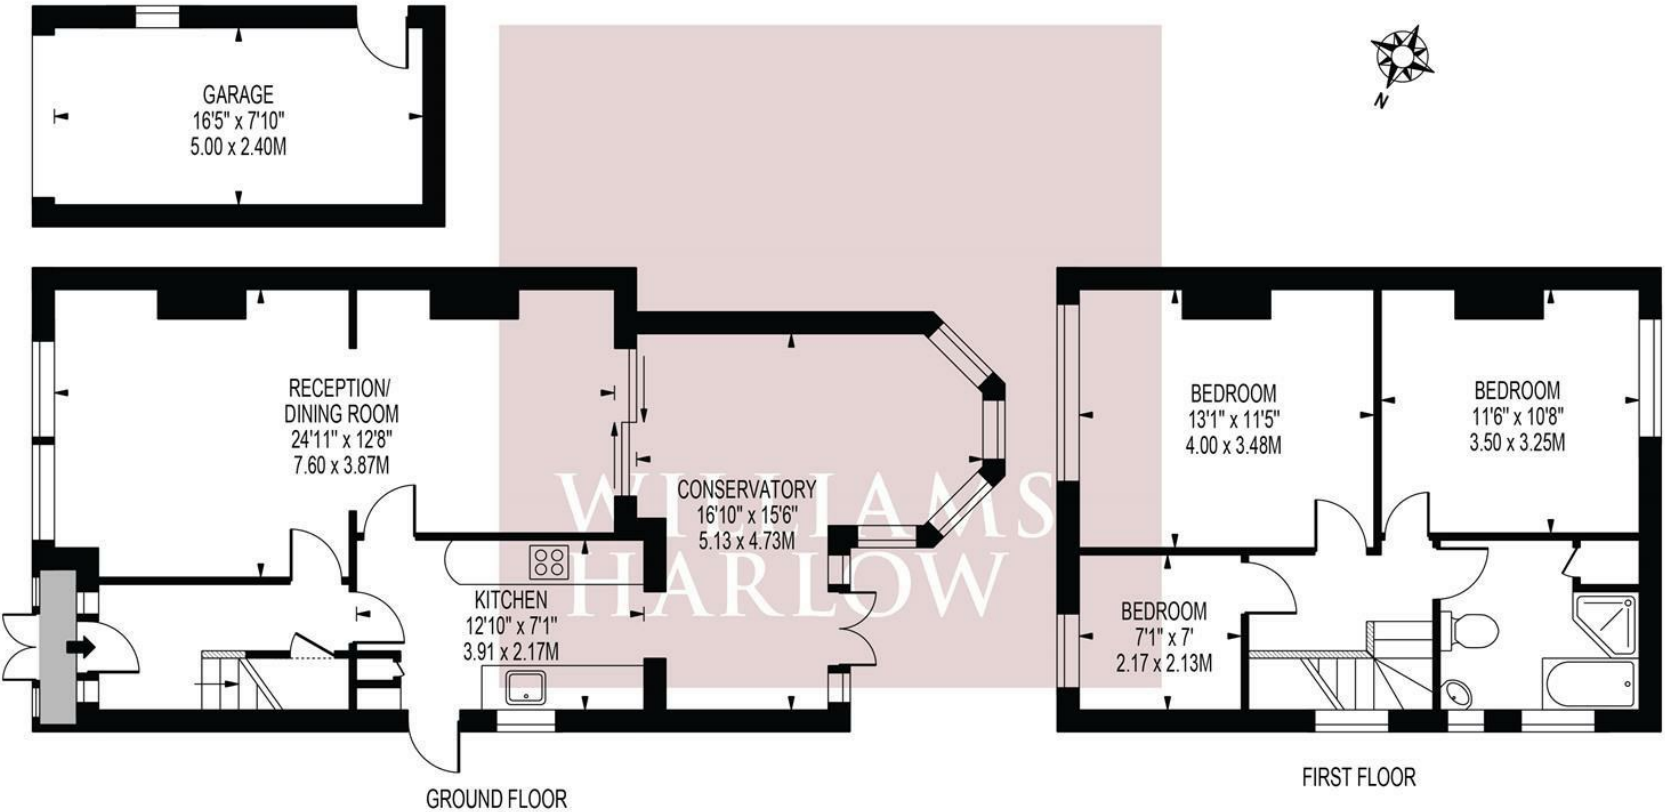 GARAGE
16'5" x 7'10"
5.00 x 2.40M
N
RECEPTION/
DINING ROOM
24'11" x 12'8"
7.60 x 3.87M
CONSERVATORY
16'10" x 15'6"
5.13 x 4.73M
KITCHEN
12'10" x 7'1"
3.91 x 2.17M
WILLIAMS
HARLOW
BEDROOM
13'1" x 11'5"
4.00 x 3.48M
BEDROOM
11'6" x 10'8"
3.50 x 3.25M
BEDROOM
7'1" x 7'
2.17 x 2.13M
GROUND FLOOR
FIRST FLOOR